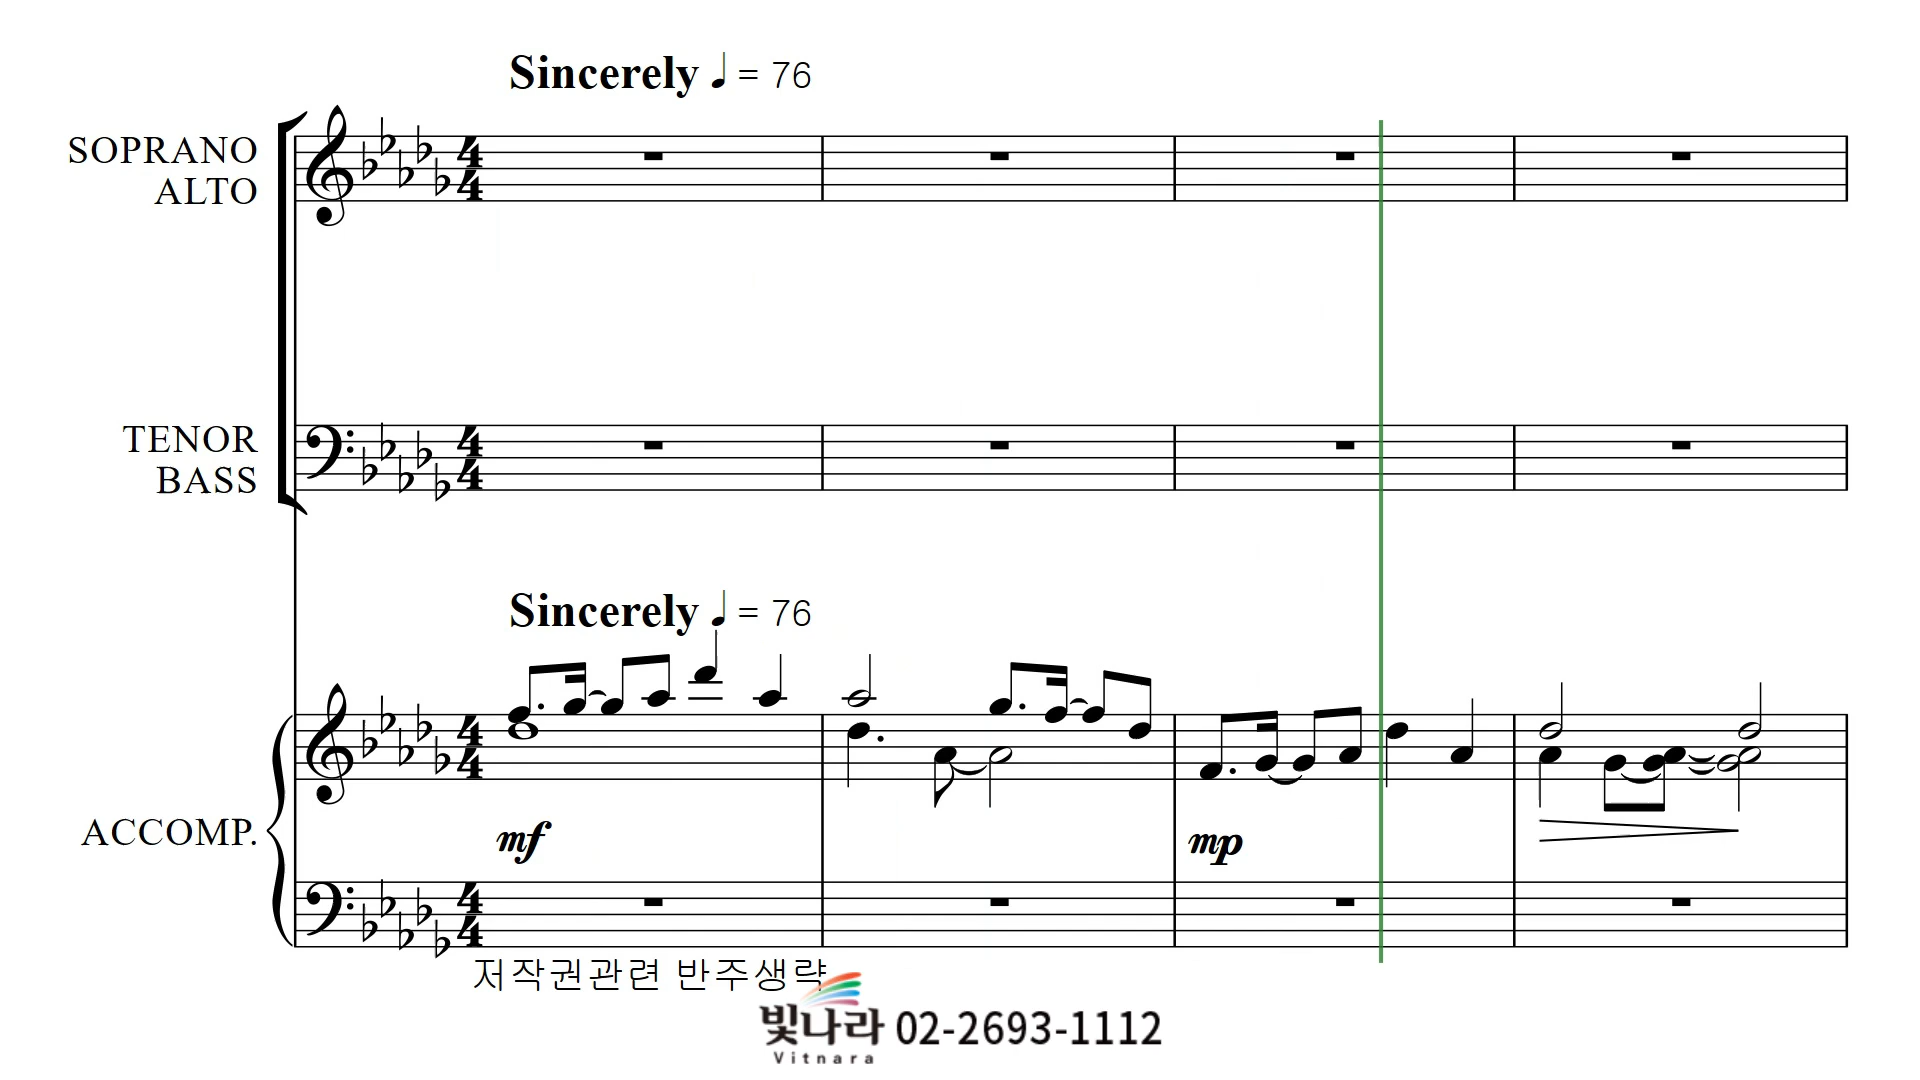 Sincerely ♩ = 76
SOPRANO
ALTO
TENOR
BASS
Sincerely ♩ = 76
ACCOMP.
mf
mp
저작권관련 반주생략
빛나라 02-2693-1112
Vitnara